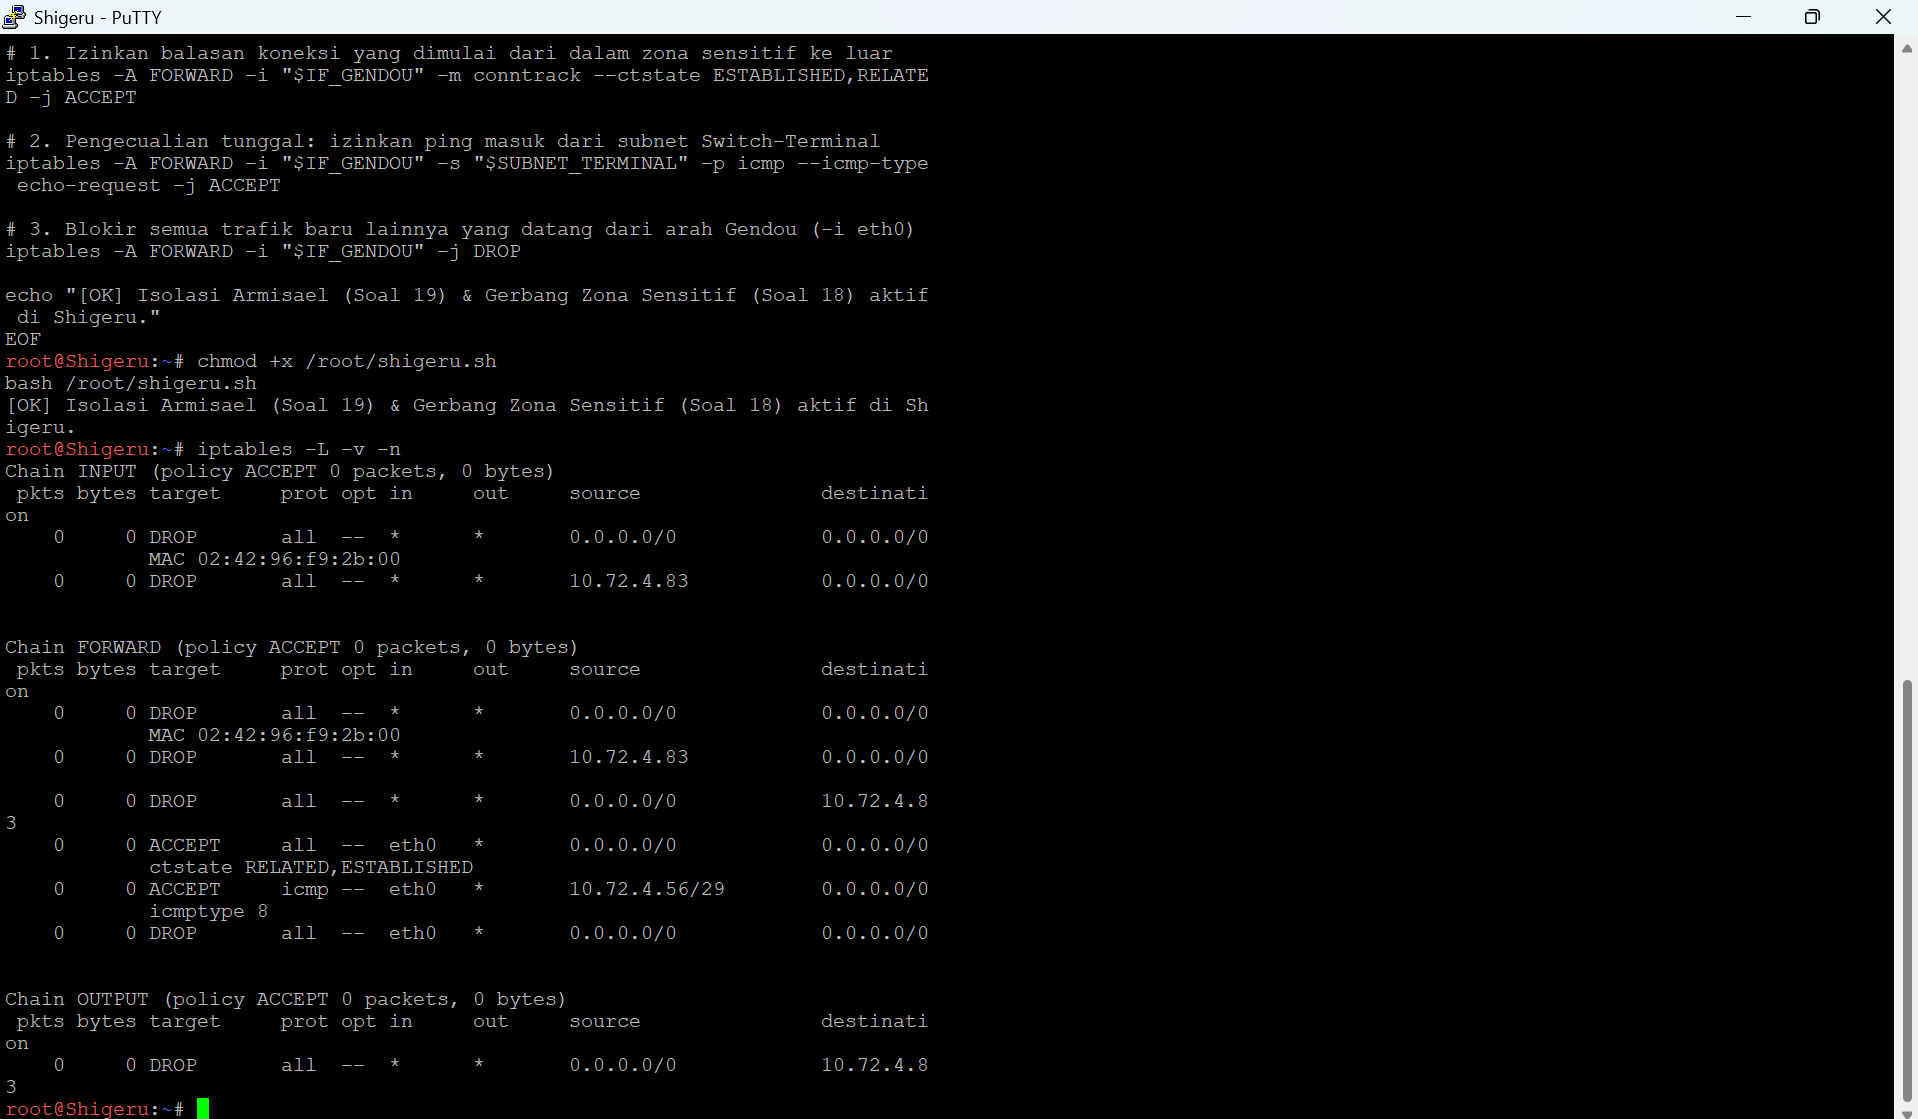 Shigeru - PuTTY
# 1. Izinkan balasan koneksi yang dimulai dari dalam zona sensitif ke luar
iptables -A FORWARD -i "$IF_GENDOU" -m conntrack --ctstate ESTABLISHED,RELATE
D -j ACCEPT
# 2. Pengecualian tunggal: izinkan ping masuk dari subnet Switch-Terminal
iptables -A FORWARD -i "$IF_GENDOU" -s "$SUBNET_TERMINAL" -p icmp --icmp-type
 echo-request -j ACCEPT
# 3. Blokir semua trafik baru lainnya yang datang dari arah Gendou (-i eth0)
iptables -A FORWARD -i "$IF_GENDOU" -j DROP
echo "[OK] Isolasi Armisael (Soal 19) & Gerbang Zona Sensitif (Soal 18) aktif
 di Shigeru."
EOF
root@Shigeru:~# chmod +x /root/shigeru.sh
bash /root/shigeru.sh
[OK] Isolasi Armisael (Soal 19) & Gerbang Zona Sensitif (Soal 18) aktif di Sh
igeru.
root@Shigeru:~# iptables -L -v -n
Chain INPUT (policy ACCEPT 0 packets, 0 bytes)
 pkts bytes target     prot opt in     out     source               destinati
on
    0     0 DROP       all  --  *      *       0.0.0.0/0            0.0.0.0/0
            MAC 02:42:96:f9:2b:00
    0     0 DROP       all  --  *      *       10.72.4.83           0.0.0.0/0
Chain FORWARD (policy ACCEPT 0 packets, 0 bytes)
 pkts bytes target     prot opt in     out     source               destinati
on
    0     0 DROP       all  --  *      *       0.0.0.0/0            0.0.0.0/0
            MAC 02:42:96:f9:2b:00
    0     0 DROP       all  --  *      *       10.72.4.83           0.0.0.0/0
    0     0 DROP       all  --  *      *       0.0.0.0/0            10.72.4.8
3
    0     0 ACCEPT     all  --  eth0   *       0.0.0.0/0            0.0.0.0/0
            ctstate RELATED,ESTABLISHED
    0     0 ACCEPT     icmp --  eth0   *       10.72.4.56/29        0.0.0.0/0
            icmptype 8
    0     0 DROP       all  --  eth0   *       0.0.0.0/0            0.0.0.0/0
Chain OUTPUT (policy ACCEPT 0 packets, 0 bytes)
 pkts bytes target     prot opt in     out     source               destinati
on
    0     0 DROP       all  --  *      *       0.0.0.0/0            10.72.4.8
3
root@Shigeru:~#